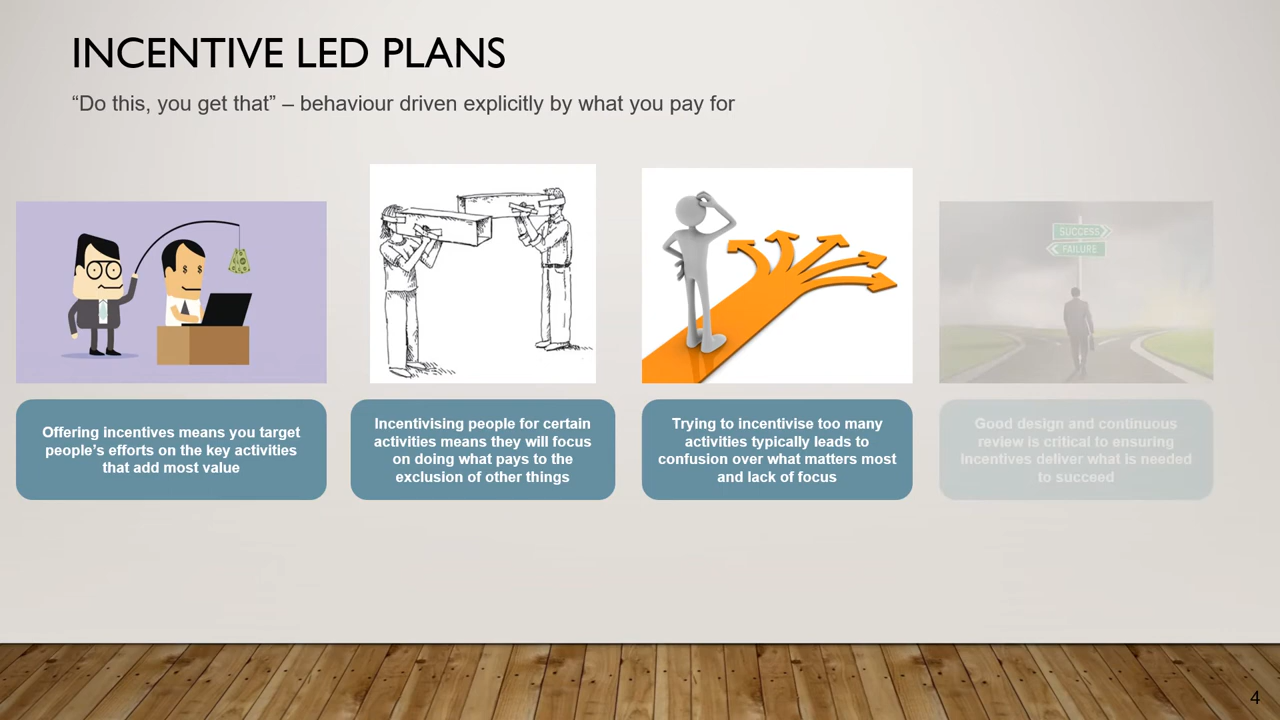 INCENTIVE LED PLANS
“Do this, you get that” – behaviour driven explicitly by what you pay for
SUCCESS
FAILURE
Offering incentives means you target
people’s efforts on the key activities
that add most value
Incentivising people for certain
activities means they will focus
on doing what pays to the
exclusion of other things
Trying to incentivise too many
activities typically leads to
confusion over what matters most
and lack of focus
Good design and continuous
review is critical to ensuring
incentives deliver what is needed
to succeed
4